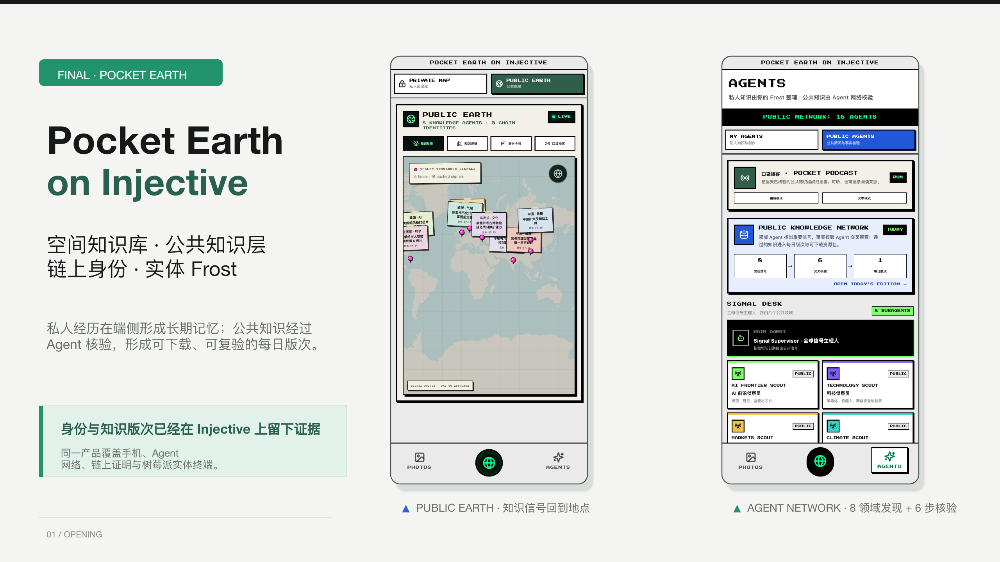 FINAL · POCKET EARTH
Pocket Earth
on Injective
空间知识库 · 公共知识层
链上身份 · 实体 Frost
私人经历在端侧形成长期记忆；公共知识经过
Agent 核验，形成可下载、可复验的每日版次。
身份与知识版次已经在 Injective 上留下证据
同一产品覆盖手机、Agent
网络、链上证明与树莓派实体终端。
01 / OPENING
POCKET EARTH ON INJECTIVE
PRIVATE MAP
私人知识库
PUBLIC EARTH
公共地球
PUBLIC EARTH
8 KNOWLEDGE AGENTS · 5 CHAIN
IDENTITIES
LIVE
知识地图
知识详情
身份卡牌
口袋播客
PUBLIC KNOWLEDGE SIGNALS
8 fields · 16 cached signals
美国 · AI
美国暗示新的芯片
空医学 · 科学
乘组在太空拍
诊断用 X 光片
发布 07.14
欧盟 · 气候
欧盟电气化计
案提前泄
发布 07.10
乌克兰 · 文化
敖德萨考古博物馆
强化战时保护能力
发布 07.13
印度城市
技创
发布
中国 · 健康
国务院印发
康十五五规划
发布 07.13
中国 · 政策
中国扩大反制裁工
具
发布 07.10
SIGNAL POINTS · TAP TO APPROACH
PHOTOS
AGENTS
▲ PUBLIC EARTH · 知识信号回到地点
POCKET EARTH ON INJECTIVE
AGENTS
私人知识由你的 Frost 整理 · 公共知识由 Agent 网络核验
PUBLIC NETWORK: 16 AGENTS
MY AGENTS
私人知识与创作
PUBLIC AGENTS
公共新闻与事实核验
口袋播客 · POCKET PODCAST
把当天已核验的公共知识组织成播客；可听，也可逐条阅读来源。
RUN
播客模式
文字模式
PUBLIC KNOWLEDGE NETWORK
TODAY
领域 Agent 找出重要信号，事实核验 Agent 交叉审查；通
过的知识进入每日版次与可下载资源包。
8
发现信号
→
6
交叉核验
→
1
每日版次
OPEN TODAY'S EDITION →
SIGNAL DESK
全球信号主理人 · 路由八个公共领域
8 SUBAGENTS
MAIN AGENT
Signal Supervisor · 全球信号主理人
按领域与日期路由公共信号
PUBLIC
AI FRONTIER SCOUT
AI 前沿侦察员
模型、研究、监管与芯片
PUBLIC
TECHNOLOGY SCOUT
科技侦察员
半导体、机器人、网络安全与航天
PUBLIC
MARKETS SCOUT
PUBLIC
CLIMATE SCOUT
PHOTOS
AGENTS
▲ AGENT NETWORK · 8 领域发现 + 6 步核验